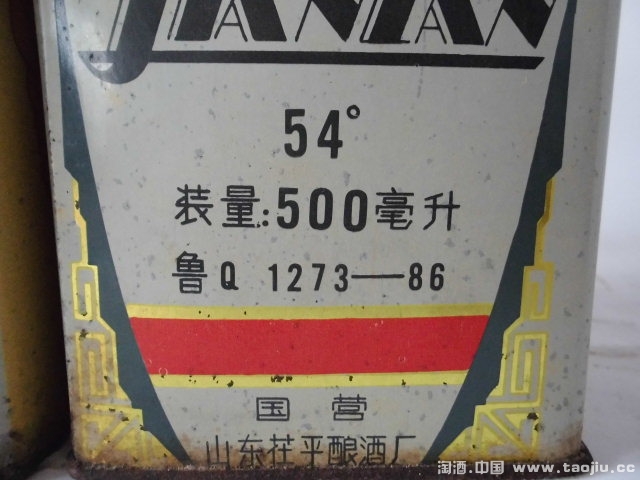 54°
装量:500毫升
鲁Q 1273—86
国营
山东茌平酿酒厂
淘酒.中国 www.taojiu.cc